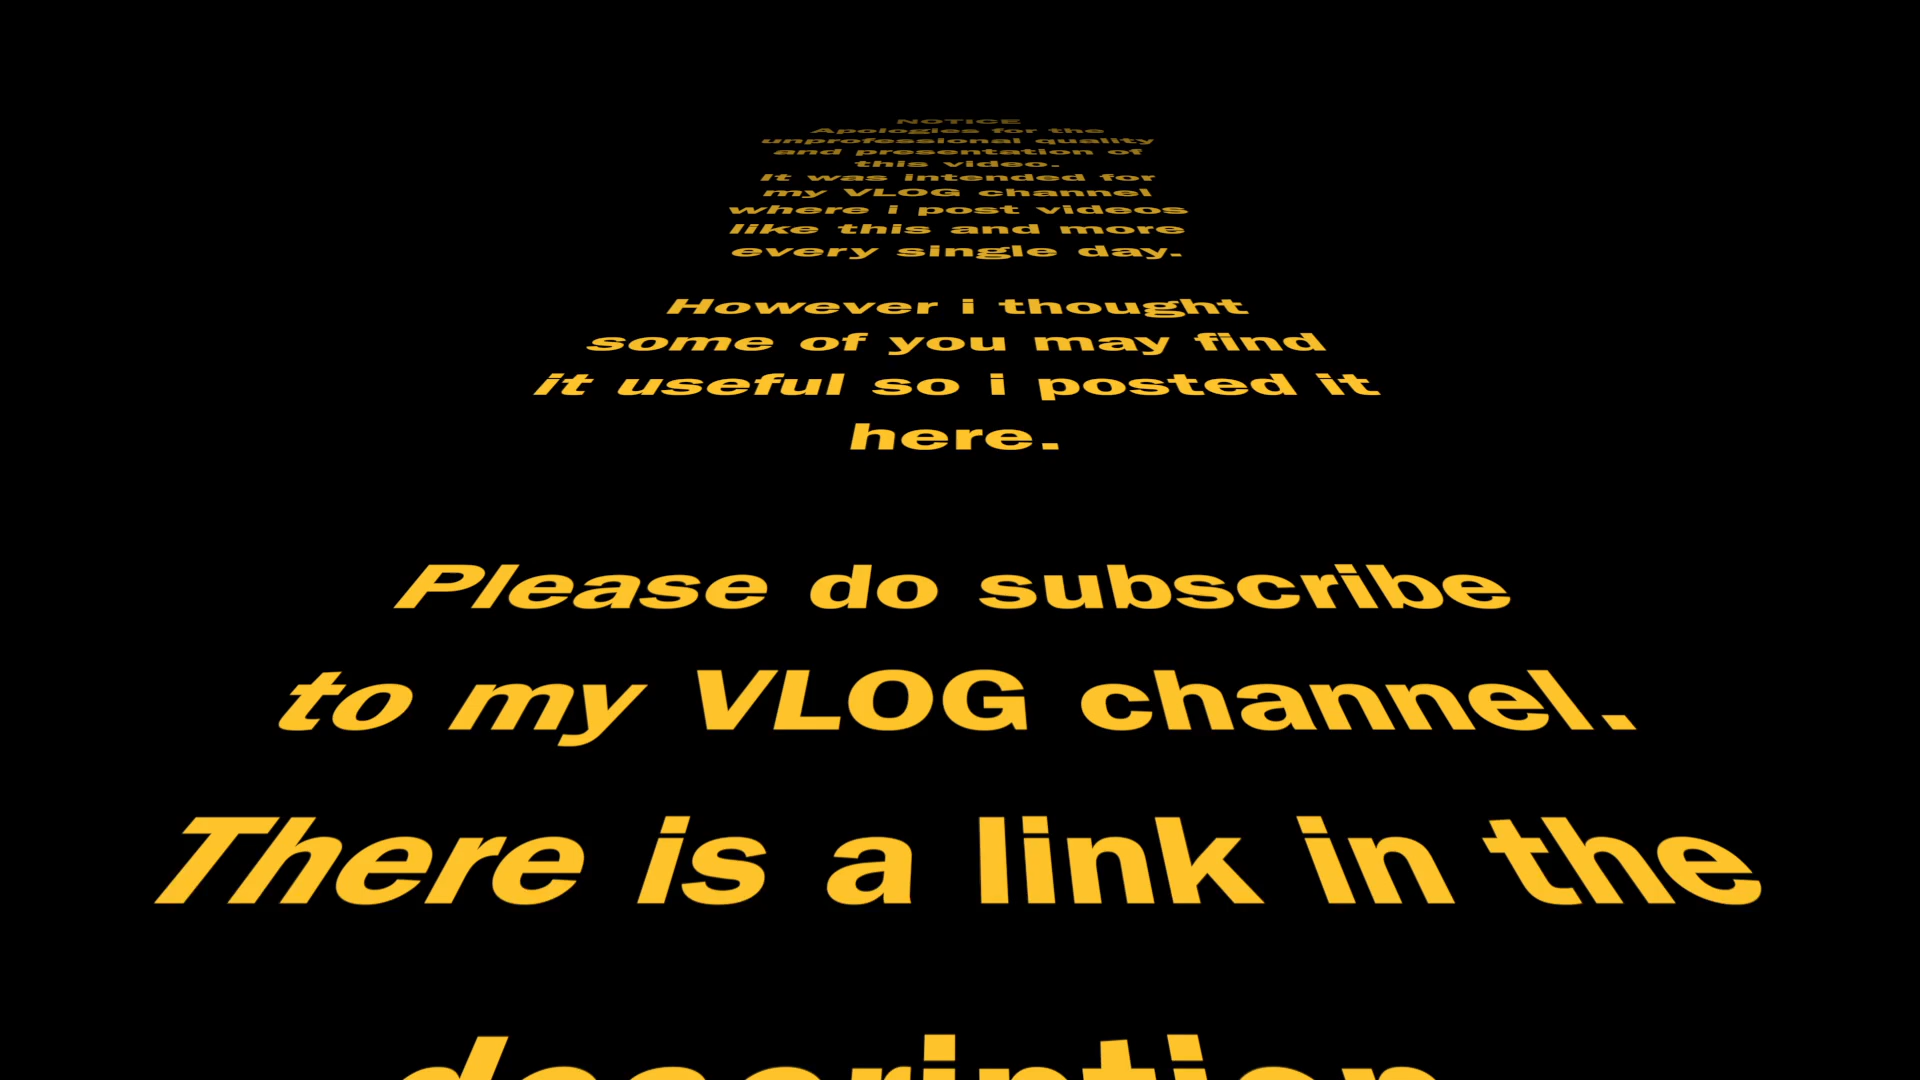 NOTICE
Apologies for the
unprofessional quality
and presentation of
this video.
It was intended for
my VLOG channel
where i post videos
like this and more
every single day.
However i thought
some of you may find
it useful so i posted it
here.
Please do subscribe
to my VLOG channel.
There is a link in the
description